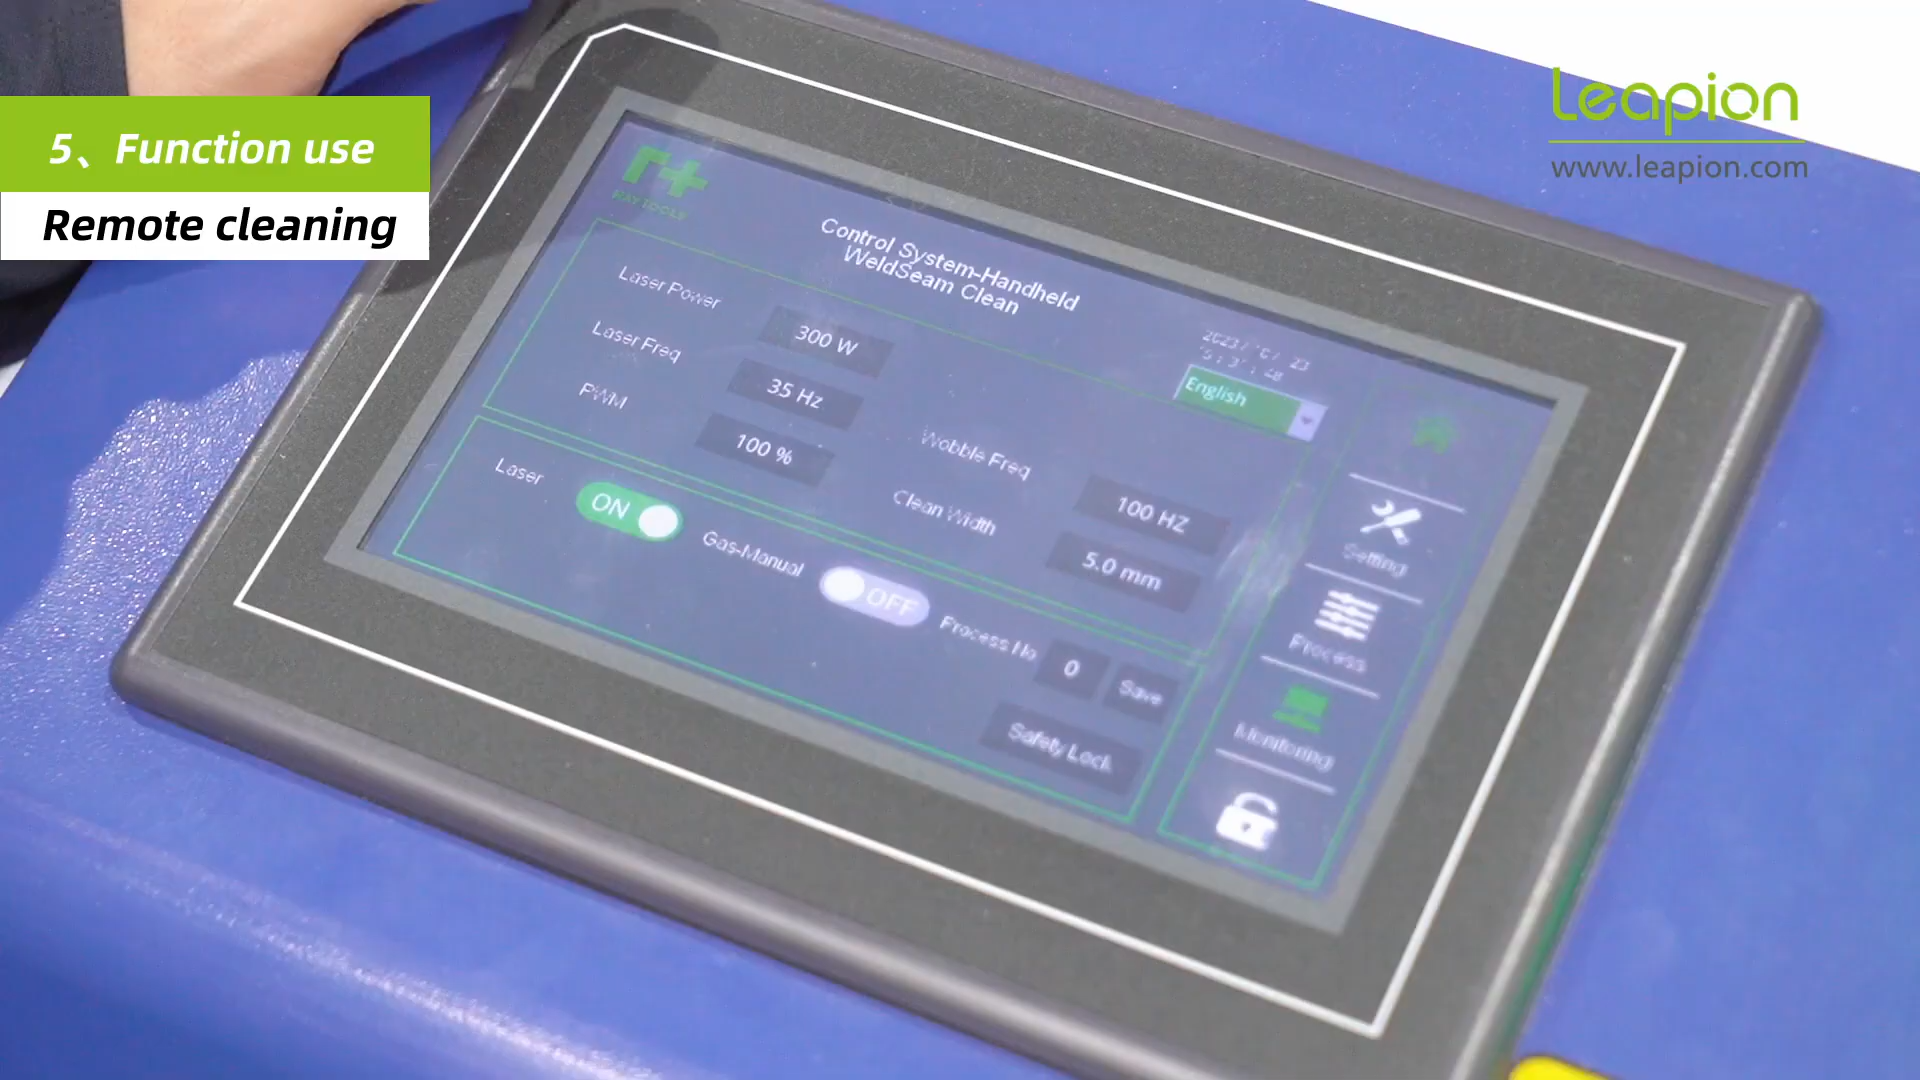 5、Function use
Remote cleaning
Leapion
www.leapion.com
RAYTOOLS
Control System-Handheld
WeldSeam Clean
English
Laser Power 300 W
Laser Freq 35 Hz
PWM 100 %
Wobble Freq 100 HZ
Clean Width 5.0 mm
Laser ON
Gas-Manual OFF
Process No 0 Save
Safety Lock
Setting
Process
Monitoring